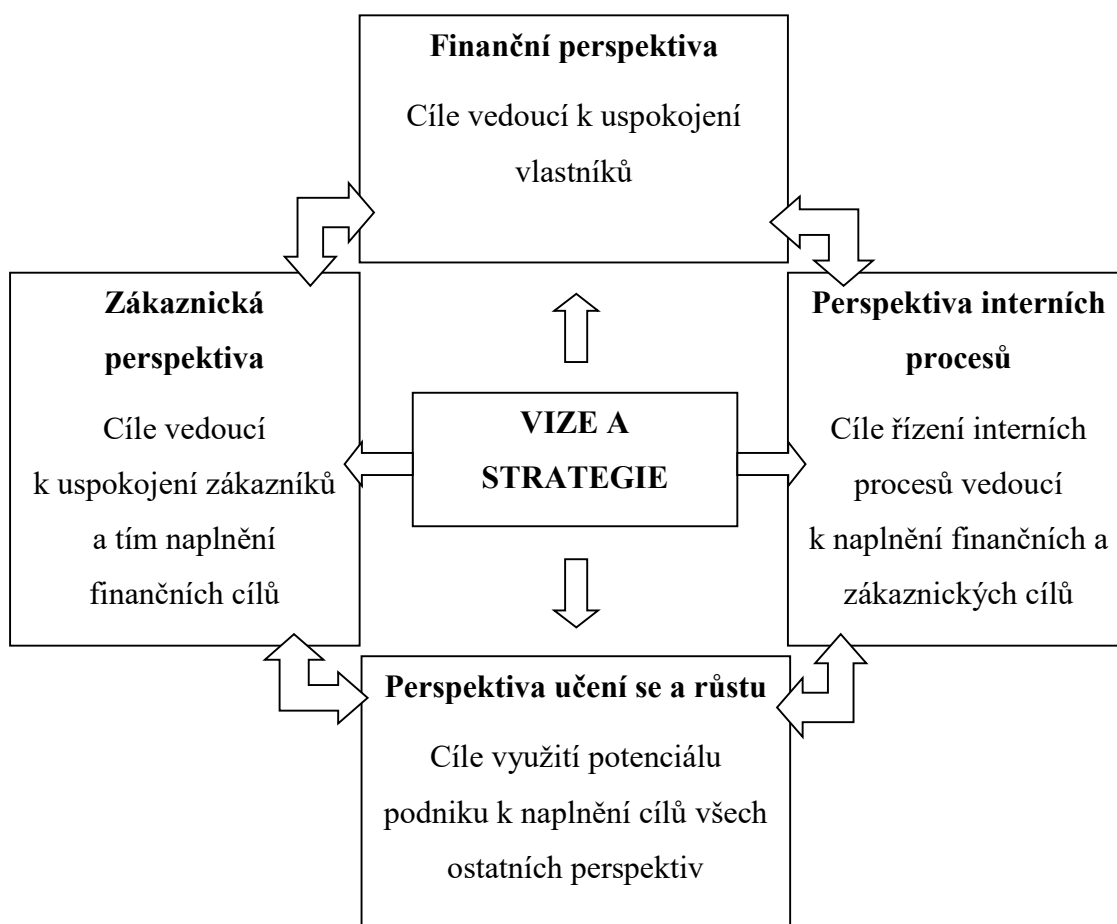 Finanční perspektiva
Cíle vedoucí k uspokojení
vlastníků
Zákaznická
perspektiva
Cíle vedoucí
k uspokojení zákazníků
a tím naplnění
finančních cílů
VIZE A
STRATEGIE
Perspektiva interních
procesů
Cíle řízení interních
procesů vedoucí
k naplnění finančních a
zákaznických cílů
Perspektiva učení se a růstu
Cíle využití potenciálu
podniku k naplnění cílů všech
ostatních perspektiv